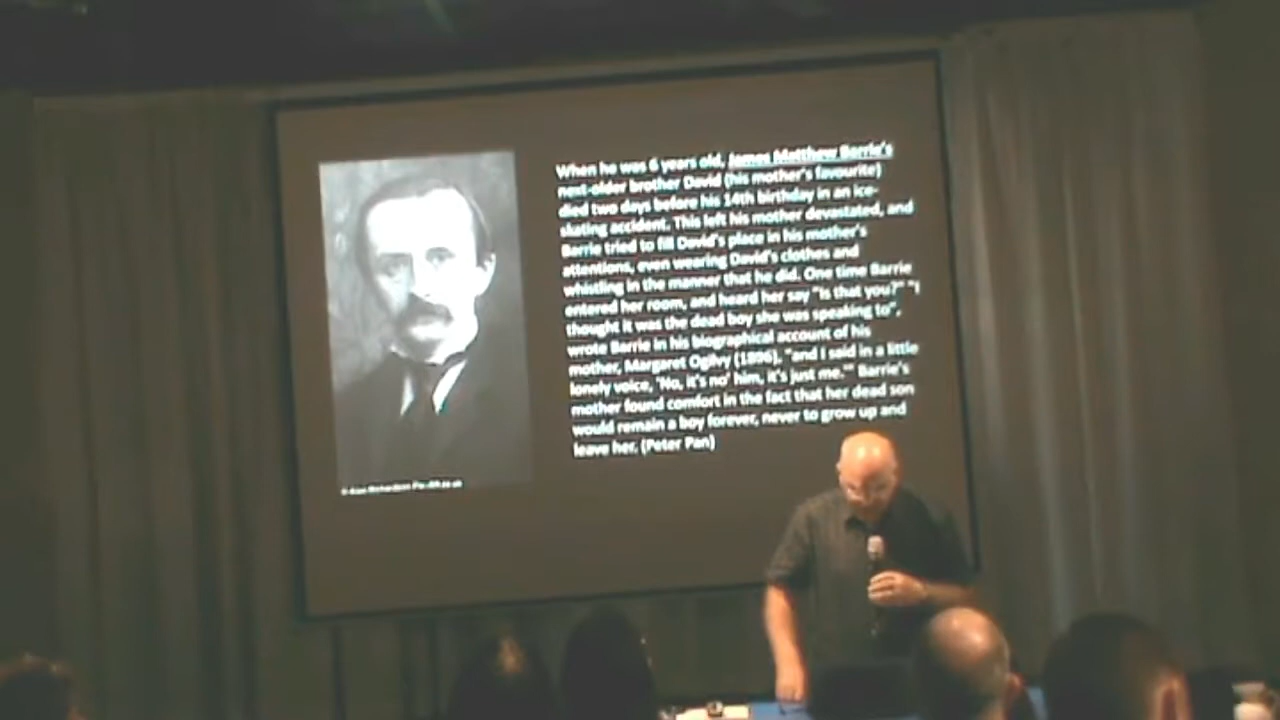 When he was 6 years old, James Matthew Barrie's
next-older brother David (his mother's favourite)
died two days before his 14th birthday in an ice-
skating accident. This left his mother devastated, and
Barrie tried to fill David's place in his mother's
attentions, even wearing David's clothes and
whistling in the manner that he did. One time Barrie
entered her room, and heard her say "Is that you?" "I
thought it was the dead boy she was speaking to",
wrote Barrie in his biographical account of his
mother, Margaret Ogilvy (1896), "and I said in a little
lonely voice, 'No, it's no' him, it's just me.'" Barrie's
mother found comfort in the fact that her dead son
would remain a boy forever, never to grow up and
leave her. (Peter Pan)